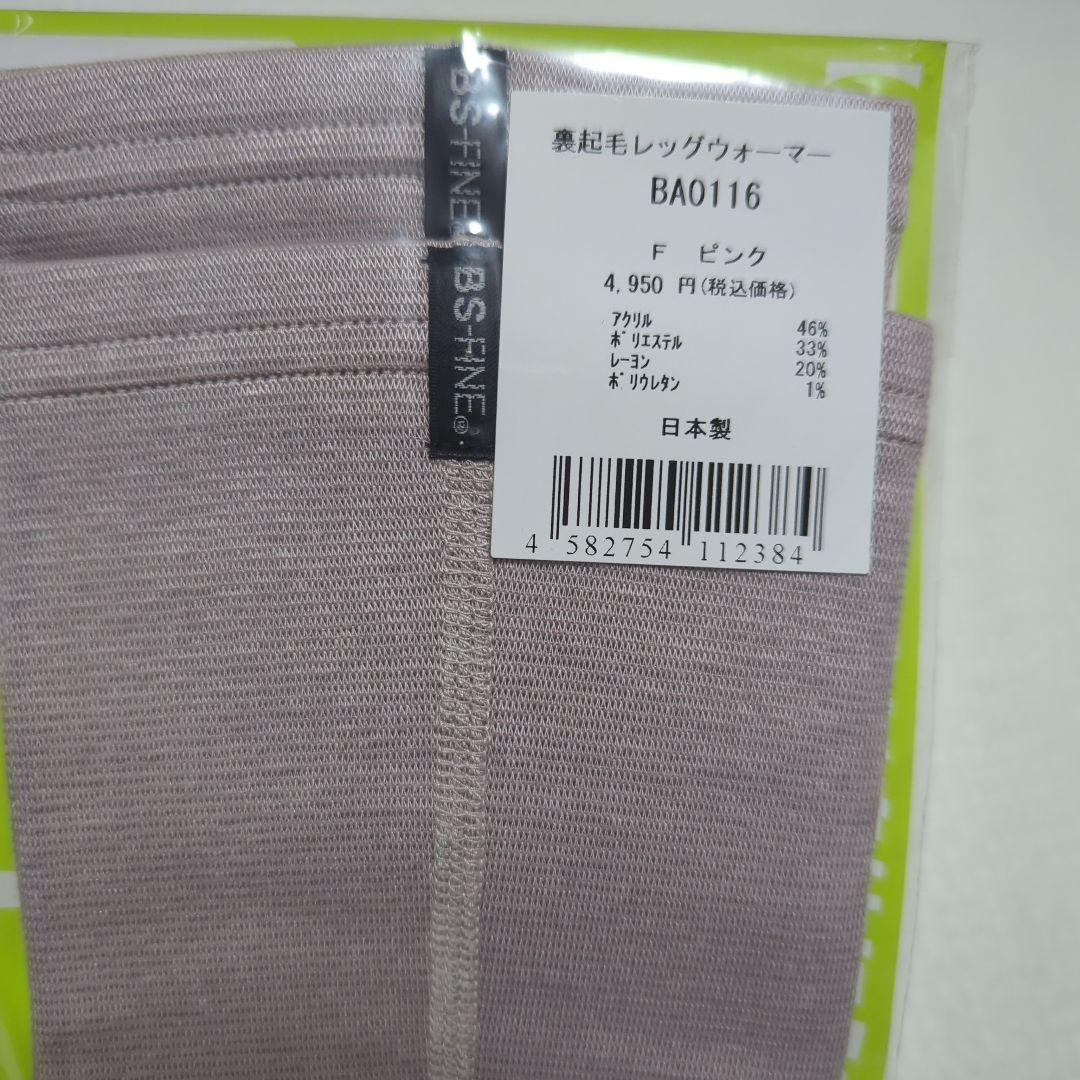 BS-FINE
BS-FINE®
裏起毛レッグウォーマー
BA0116
F ピンク
4,950 円(税込価格)
アクリル 46%
ポリエステル 33%
レーヨン 20%
ポリウレタン 1%
日本製
4 582754 112384